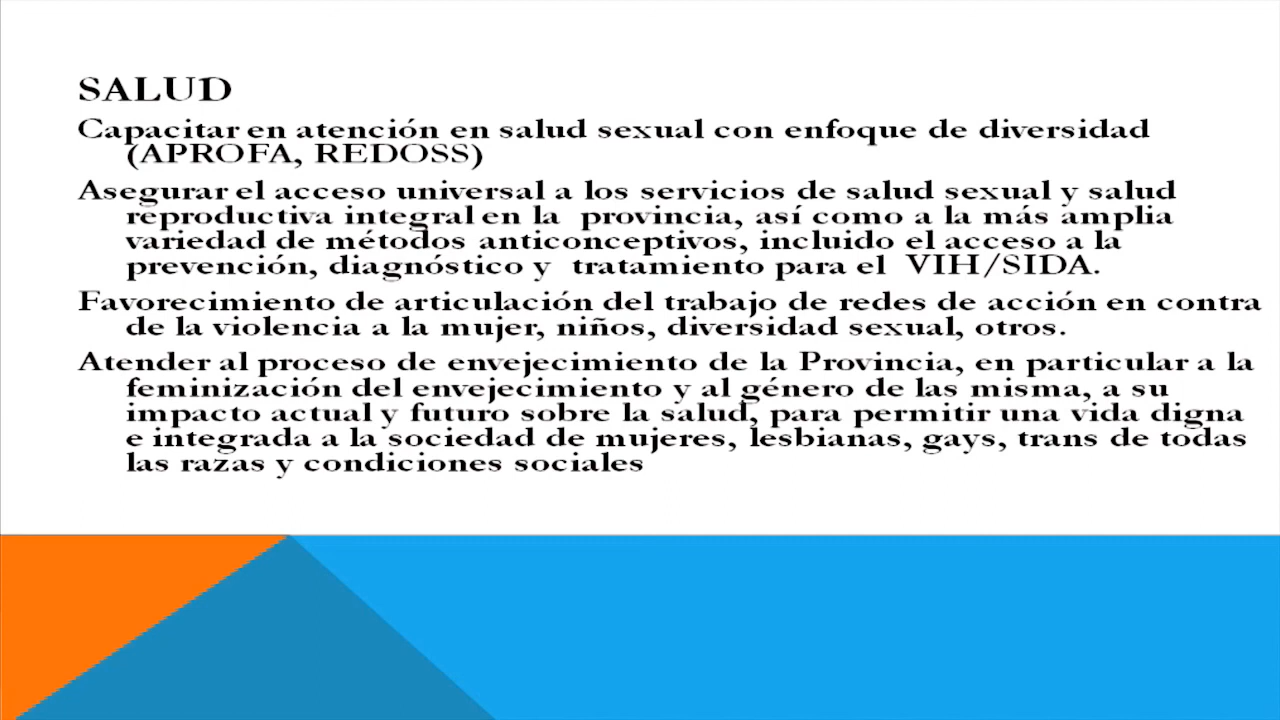 SALUD
Capacitar en atención en salud sexual con enfoque de diversidad
(APROFA, REDOSS)
Asegurar el acceso universal a los servicios de salud sexual y salud
reproductiva integral en la provincia, así como a la más amplia
variedad de métodos anticonceptivos, incluido el acceso a la
prevención, diagnóstico y tratamiento para el VIH/SIDA.
Favorecimiento de articulación del trabajo de redes de acción en contra
de la violencia a la mujer, niños, diversidad sexual, otros.
Atender al proceso de envejecimiento de la Provincia, en particular a la
feminización del envejecimiento y al género de las misma, a su
impacto actual y futuro sobre la salud, para permitir una vida digna
e integrada a la sociedad de mujeres, lesbianas, gays, trans de todas
las razas y condiciones sociales